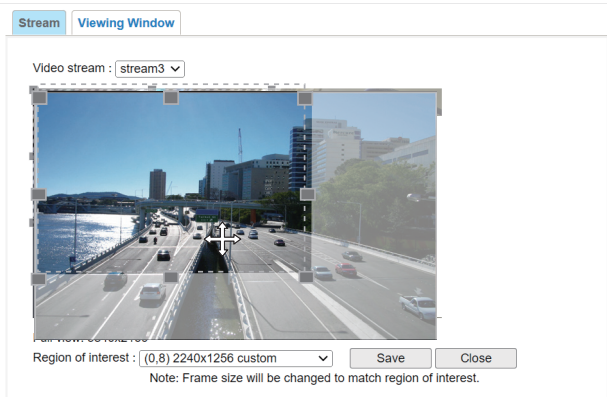 Stream
Viewing Window
Video stream : stream3
Region of interest : (0,8) 2240x1256 custom
Save
Close
Note: Frame size will be changed to match region of interest.